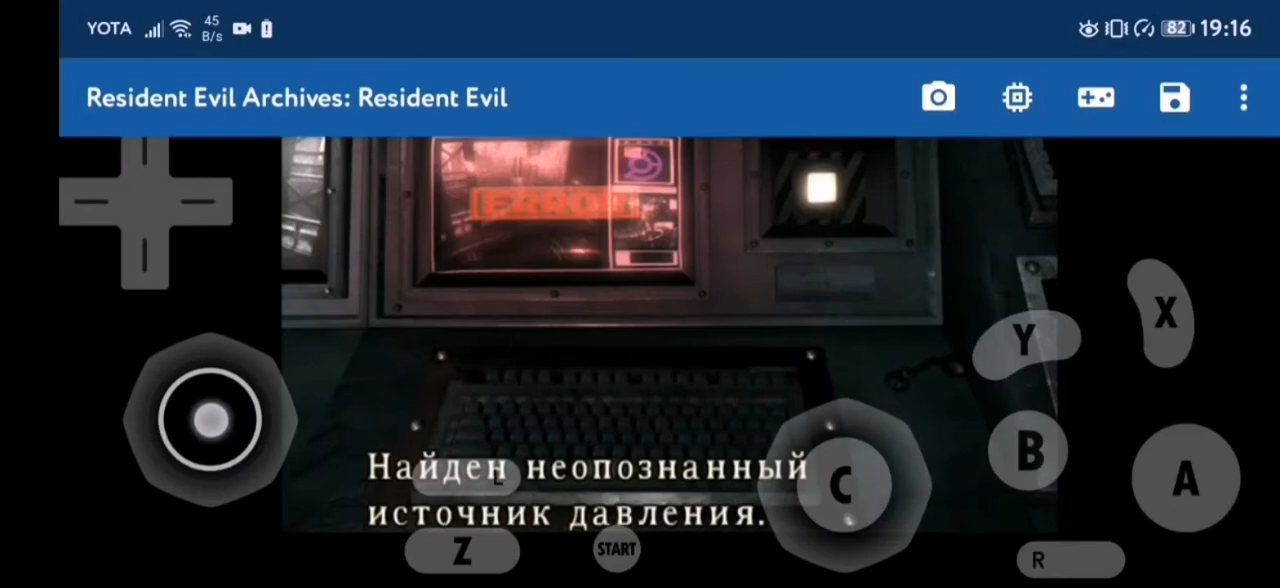 YOTA 45 B/s 82 19:16
Resident Evil Archives: Resident Evil
ERROR
X
Y
B
A
C
L
Найден неопознанный
источник давления.
Z
START
R